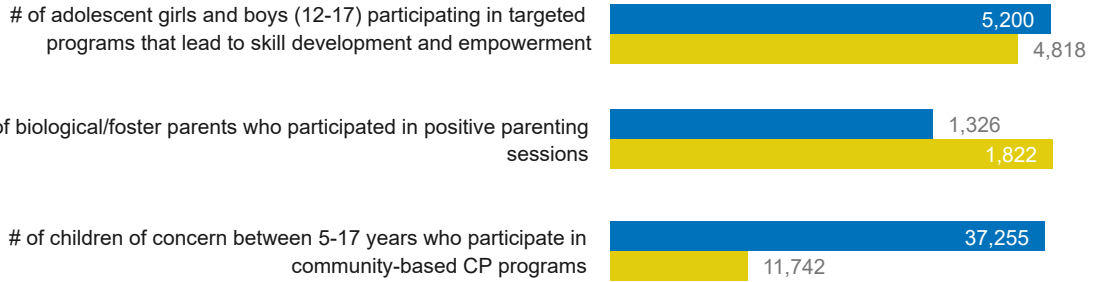 # of adolescent girls and boys (12-17) participating in targeted
programs that lead to skill development and empowerment
5,200
4,818
of biological/foster parents who participated in positive parenting
sessions
1,326
1,822
# of children of concern between 5-17 years who participate in
community-based CP programs
37,255
11,742